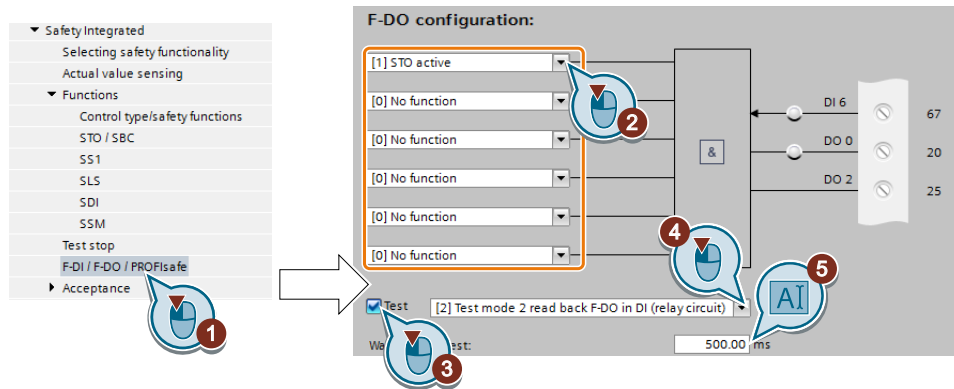 Safety Integrated
Selecting safety functionality
Actual value sensing
Functions
Control type/safety functions
STO / SBC
SS1
SLS
SDI
SSM
Test stop
F-DI / F-DO / PROFIsafe
Acceptance
1
F-DO configuration:
[1] STO active
[0] No function
[0] No function
[0] No function
[0] No function
[0] No function
2
&
DI 6
67
DO 0
20
DO 2
25
4
5
AI
Test
[2] Test mode 2 read back F-DO in DI (relay circuit)
500.00 ms
3